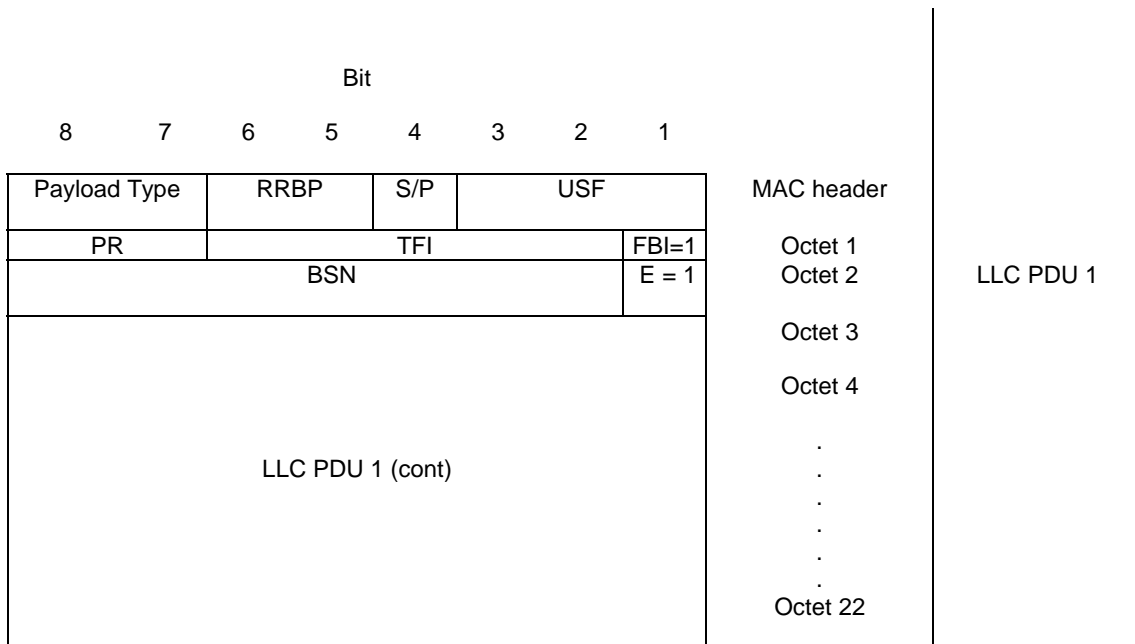 Bit
8 7 6 5 4 3 2 1
Payload Type RRBP S/P USF MAC header
PR TFI FBI=1 Octet 1
BSN E = 1 Octet 2 LLC PDU 1
Octet 3
Octet 4
.
LLC PDU 1 (cont) .
.
.
.
.
Octet 22